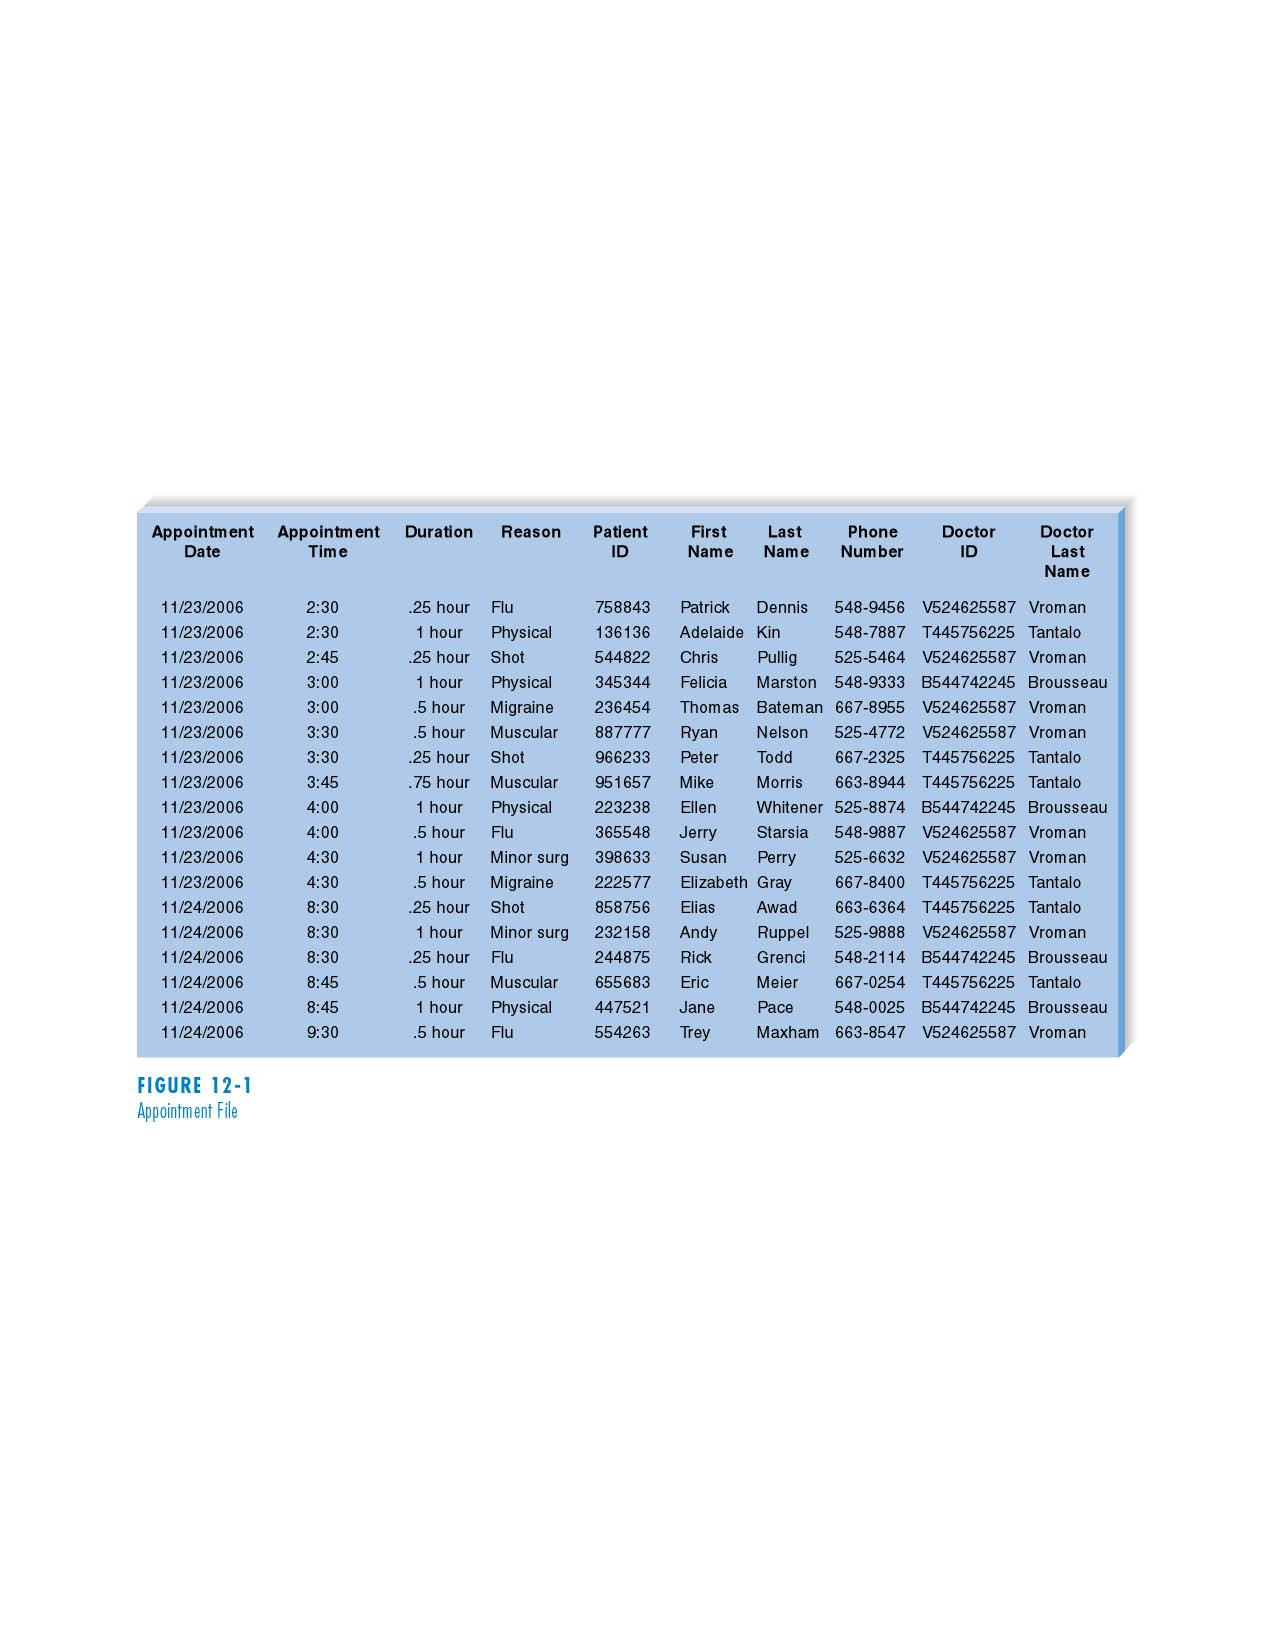 Appointment Appointment Duration Reason Patient First Last Phone Doctor Doctor
Date Time ID Name Name Number ID Last
Name
11/23/2006 2:30 .25 hour Flu 758843 Patrick Dennis 548-9456 V524625587 Vroman
11/23/2006 2:30 1 hour Physical 136136 Adelaide Kin 548-7887 T445756225 Tantalo
11/23/2006 2:45 .25 hour Shot 544822 Chris Pullig 525-5464 V524625587 Vroman
11/23/2006 3:00 1 hour Physical 345344 Felicia Marston 548-9333 B544742245 Brousseau
11/23/2006 3:00 .5 hour Migraine 236454 Thomas Bateman 667-8955 V524625587 Vroman
11/23/2006 3:30 .5 hour Muscular 887777 Ryan Nelson 525-4772 V524625587 Vroman
11/23/2006 3:30 .25 hour Shot 966233 Peter Todd 667-2325 T445756225 Tantalo
11/23/2006 3:45 .75 hour Muscular 951657 Mike Morris 663-8944 T445756225 Tantalo
11/23/2006 4:00 1 hour Physical 223238 Ellen Whitener 525-8874 B544742245 Brousseau
11/23/2006 4:00 .5 hour Flu 365548 Jerry Starsia 548-9887 V524625587 Vroman
11/23/2006 4:30 1 hour Minor surg 398633 Susan Perry 525-6632 V524625587 Vroman
11/23/2006 4:30 .5 hour Migraine 222577 Elizabeth Gray 667-8400 T445756225 Tantalo
11/24/2006 8:30 .25 hour Shot 858756 Elias Awad 663-6364 T445756225 Tantalo
11/24/2006 8:30 1 hour Minor surg 232158 Andy Ruppel 525-9888 V524625587 Vroman
11/24/2006 8:30 .25 hour Flu 244875 Rick Grenci 548-2114 B544742245 Brousseau
11/24/2006 8:45 .5 hour Muscular 655683 Eric Meier 667-0254 T445756225 Tantalo
11/24/2006 8:45 1 hour Physical 447521 Jane Pace 548-0025 B544742245 Brousseau
11/24/2006 9:30 .5 hour Flu 554263 Trey Maxham 663-8547 V524625587 Vroman
FIGURE 12-1
Appointment File